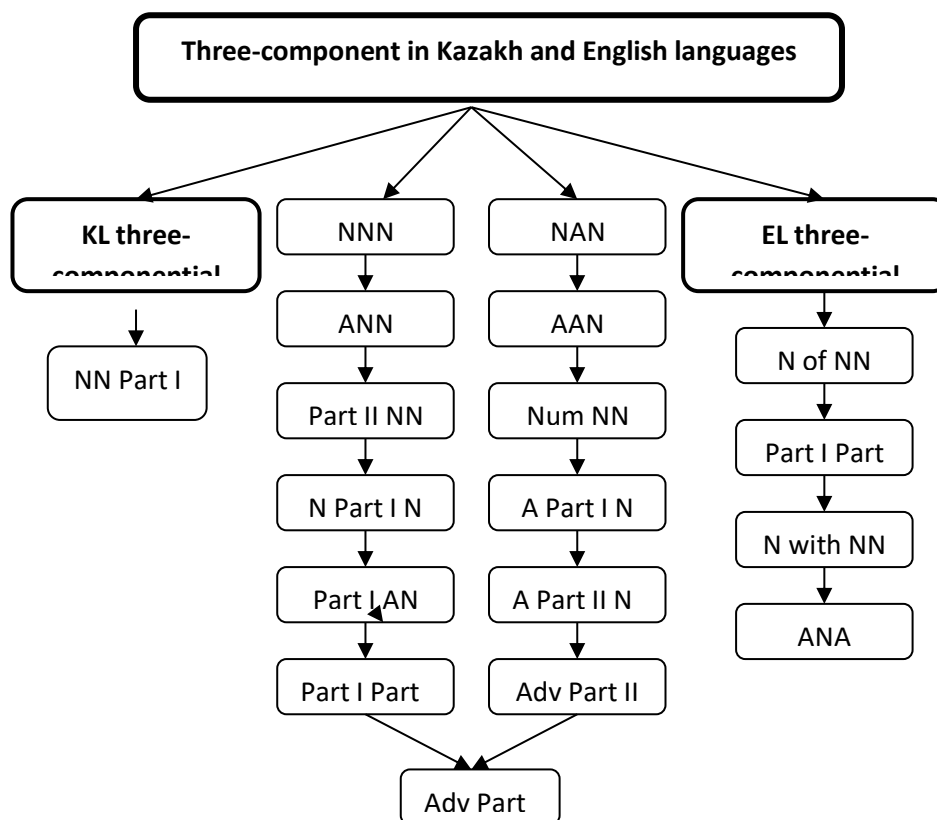 Three-component in Kazakh and English languages
KL three-
componential
NN Part I
NNN
ANN
Part II NN
N Part I N
Part I AN
Part I Part
NAN
AAN
Num NN
A Part I N
A Part II N
Adv Part II
Adv Part
EL three-
componential
N of NN
Part I Part
N with NN
ANA